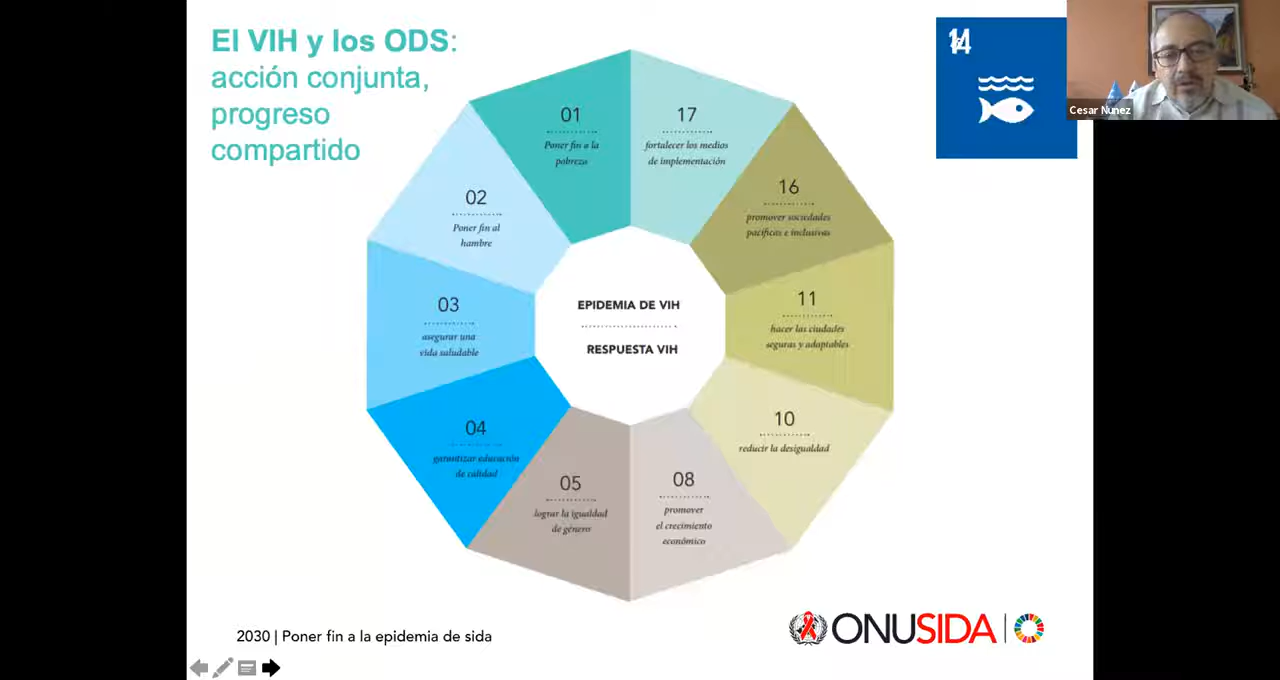 El VIH y los ODS:
acción conjunta,
progreso
compartido
14
Cesar Nunez
01
Poner fin a la
pobreza
17
fortalecer los medios
de implementación
02
Poner fin al
hambre
16
promover sociedades
pacíficas e inclusivas
03
asegurar una
vida saludable
EPIDEMIA DE VIH
RESPUESTA VIH
11
hacer las ciudades
seguras y adaptables
04
garantizar educación
de calidad
10
reducir la desigualdad
05
lograr la igualdad
de género
08
promover
el crecimiento
económico
2030 | Poner fin a la epidemia de sida
ONUSIDA